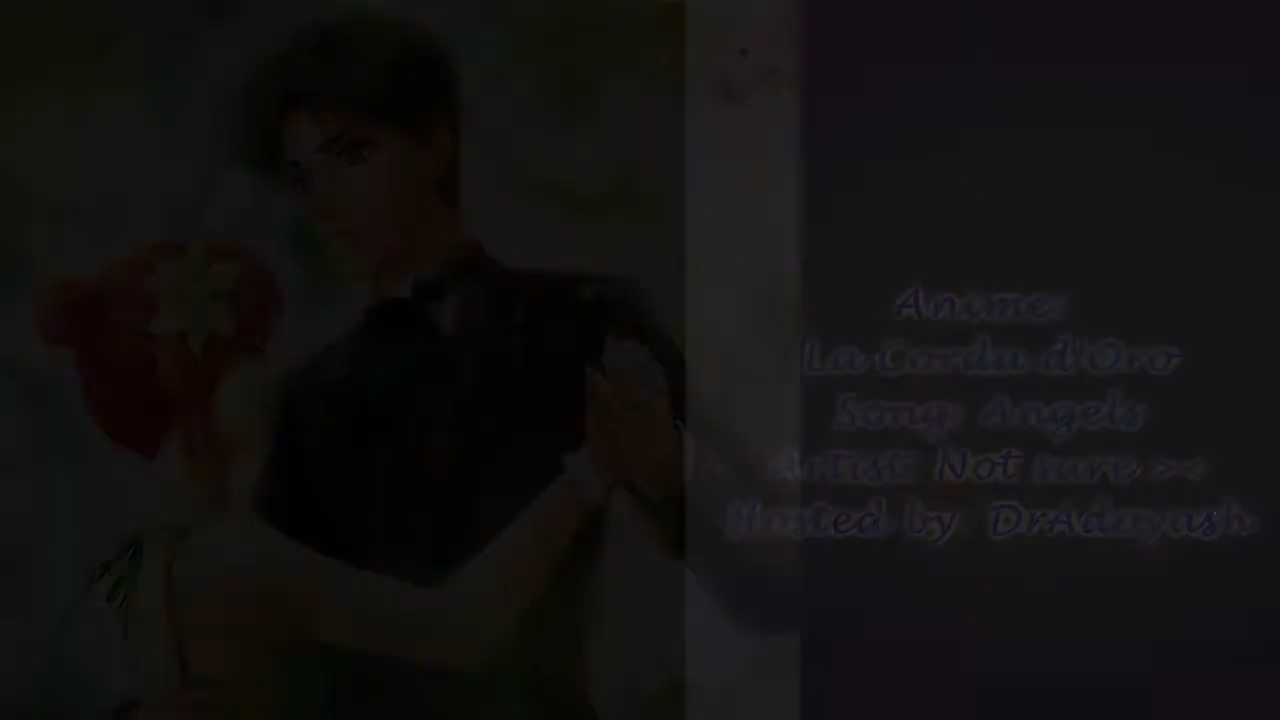 Anime:
La Corda d'Oro
Song Angels
Artist Not sure ><
Hosted by DrAdayush